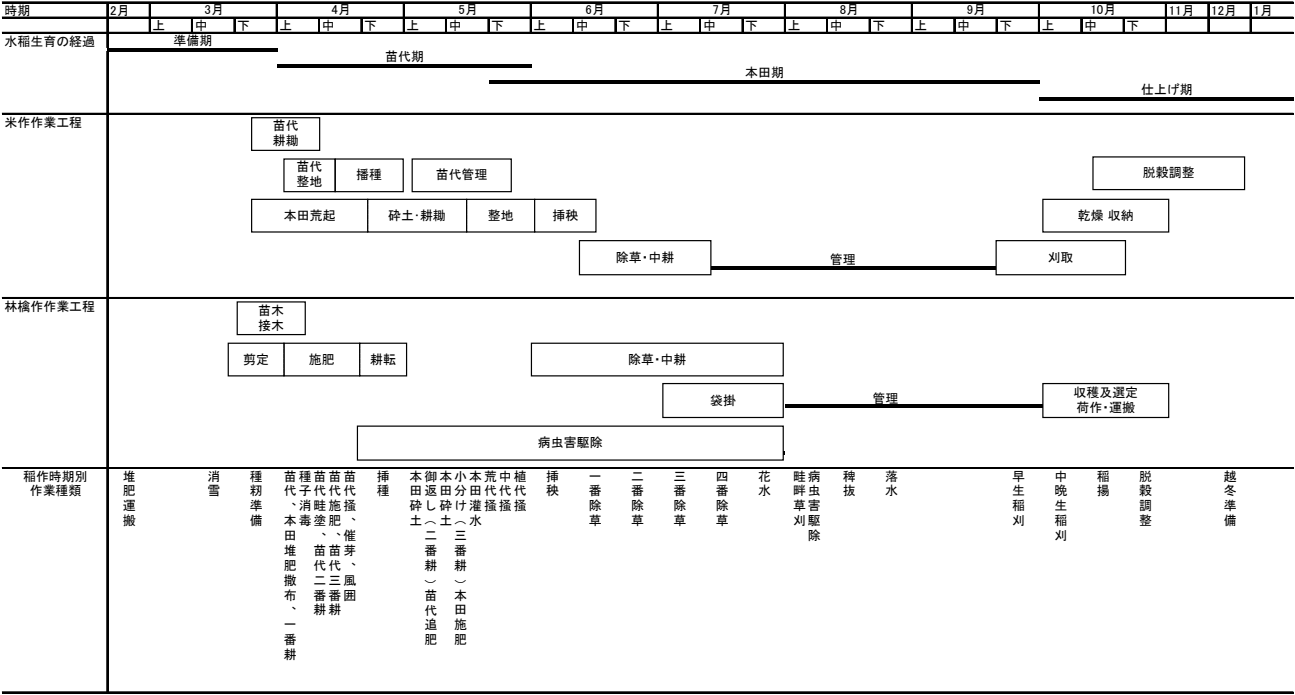 時期 2月 3月 4月 5月 6月 7月 8月 9月 10月 11月 12月 1月
上 中 下 上 中 下 上 中 下 上 中 下 上 中 下 上 中 下 上 中 下 上 中 下
水稲生育の経過
準備期
苗代期
本田期
仕上げ期
米作作業工程
苗代
耕耡
苗代
整地
播種
苗代管理
脱穀調整
本田荒起
砕土・耕耡
整地
挿秧
乾燥 収納
除草・中耕
管理
刈取
林檎作作業工程
苗木
接木
剪定
施肥
耕転
除草・中耕
袋掛
管理
収穫及選定
荷作・運搬
病虫害駆除
稲作時期別
作業種類
堆肥運搬
消雪
種籾準備
苗代、本田堆肥撒布、一番耕
種子消毒
苗代畦塗、苗代二番耕
苗代施肥、苗代三番耕
苗代掻、催芽、風囲
挿種
本田砕土
御返し(二番耕)苗代追肥
本田砕土
小分け(三番耕)本田施肥
本田灌水
荒代掻
中代掻
植代掻
挿秧
一番除草
二番除草
三番除草
四番除草
花水
畦畔草刈
病虫害駆除
稗抜
落水
早生稲刈
中晩生稲刈
稲揚
脱穀調整
越冬準備